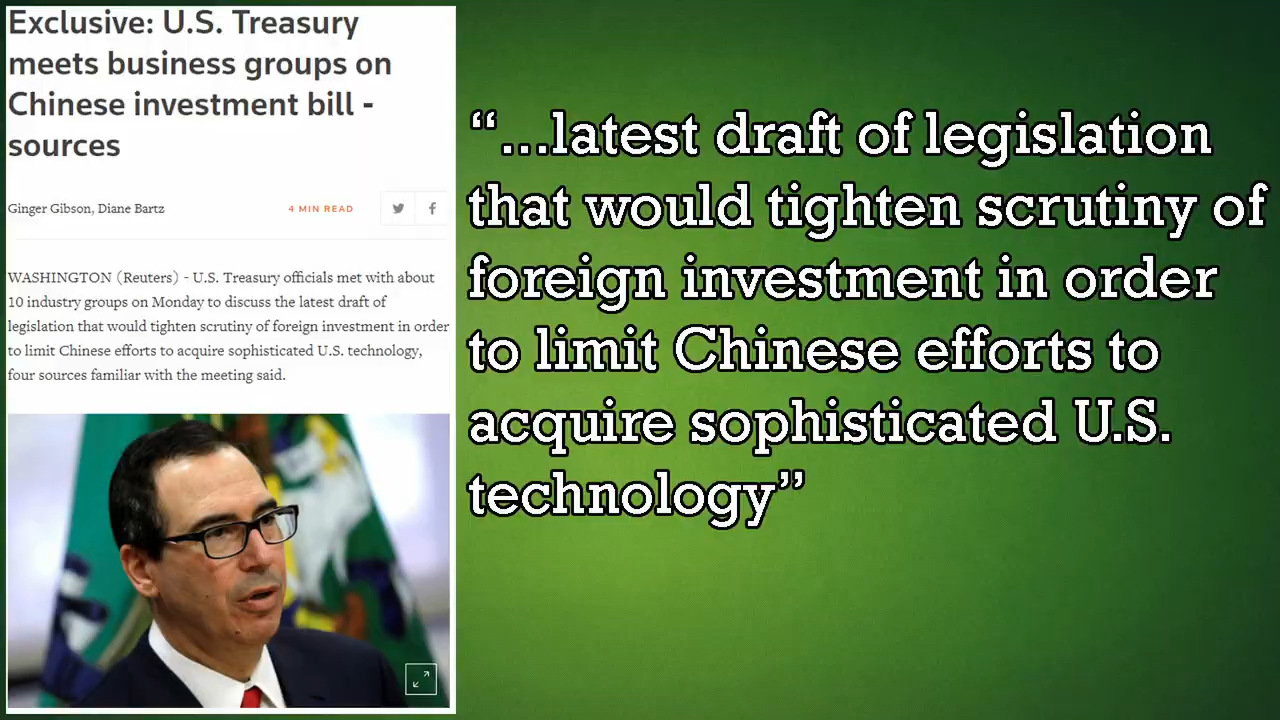 Exclusive: U.S. Treasury
meets business groups on
Chinese investment bill -
sources
Ginger Gibson, Diane Bartz
4 MIN READ
WASHINGTON (Reuters) - U.S. Treasury officials met with about
10 industry groups on Monday to discuss the latest draft of
legislation that would tighten scrutiny of foreign investment in order
to limit Chinese efforts to acquire sophisticated U.S. technology,
four sources familiar with the meeting said.
“...latest draft of legislation
that would tighten scrutiny of
foreign investment in order
to limit Chinese efforts to
acquire sophisticated U.S.
technology”